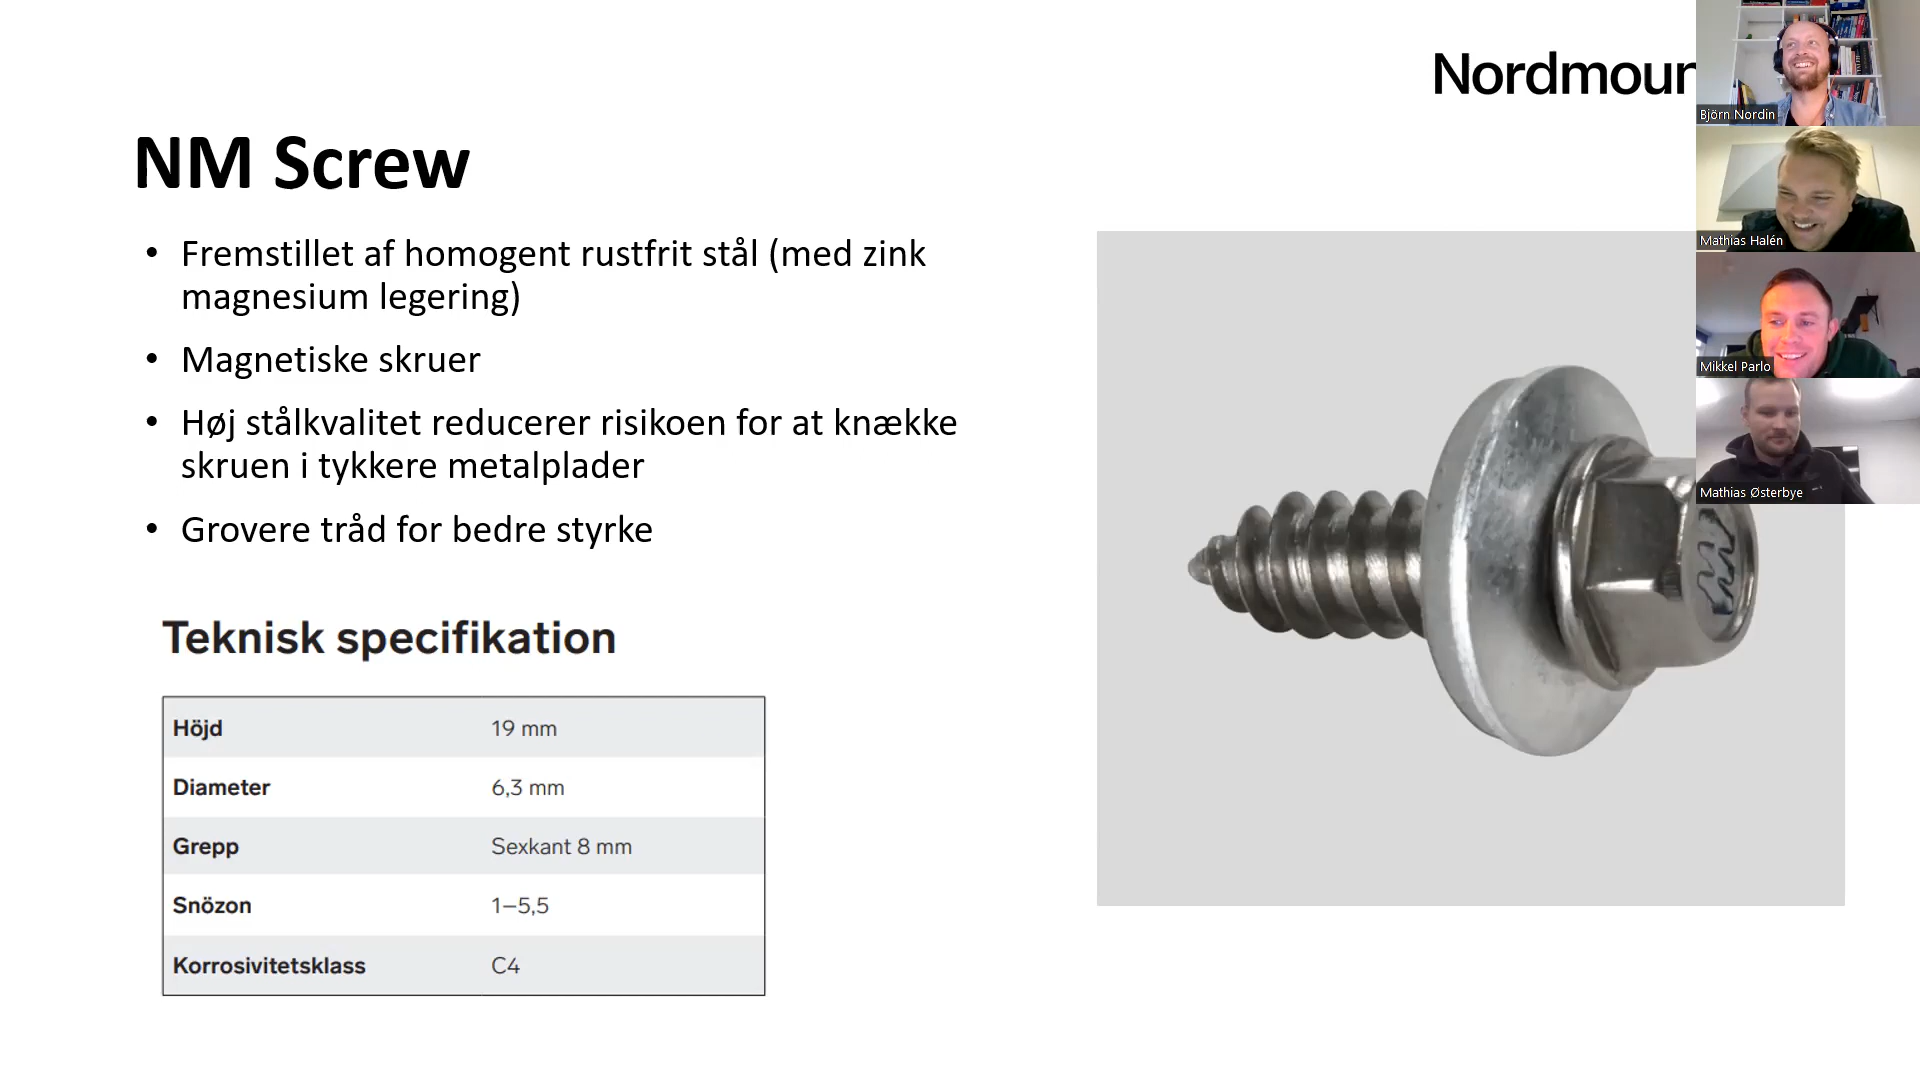 Nordmoun
NM Screw
• Fremstillet af homogent rustfrit stål (med zink
magnesium legering)
• Magnetiske skruer
• Høj stålkvalitet reducerer risikoen for at knække
skruen i tykkere metalplader
• Grovere tråd for bedre styrke
Teknisk specifikation
Höjd 19 mm
Diameter 6,3 mm
Grepp Sexkant 8 mm
Snözon 1–5,5
Korrosivitetsklass C4
Björn Nordin
Mathias Halén
Mikkel Parlo
Mathias Østerbye